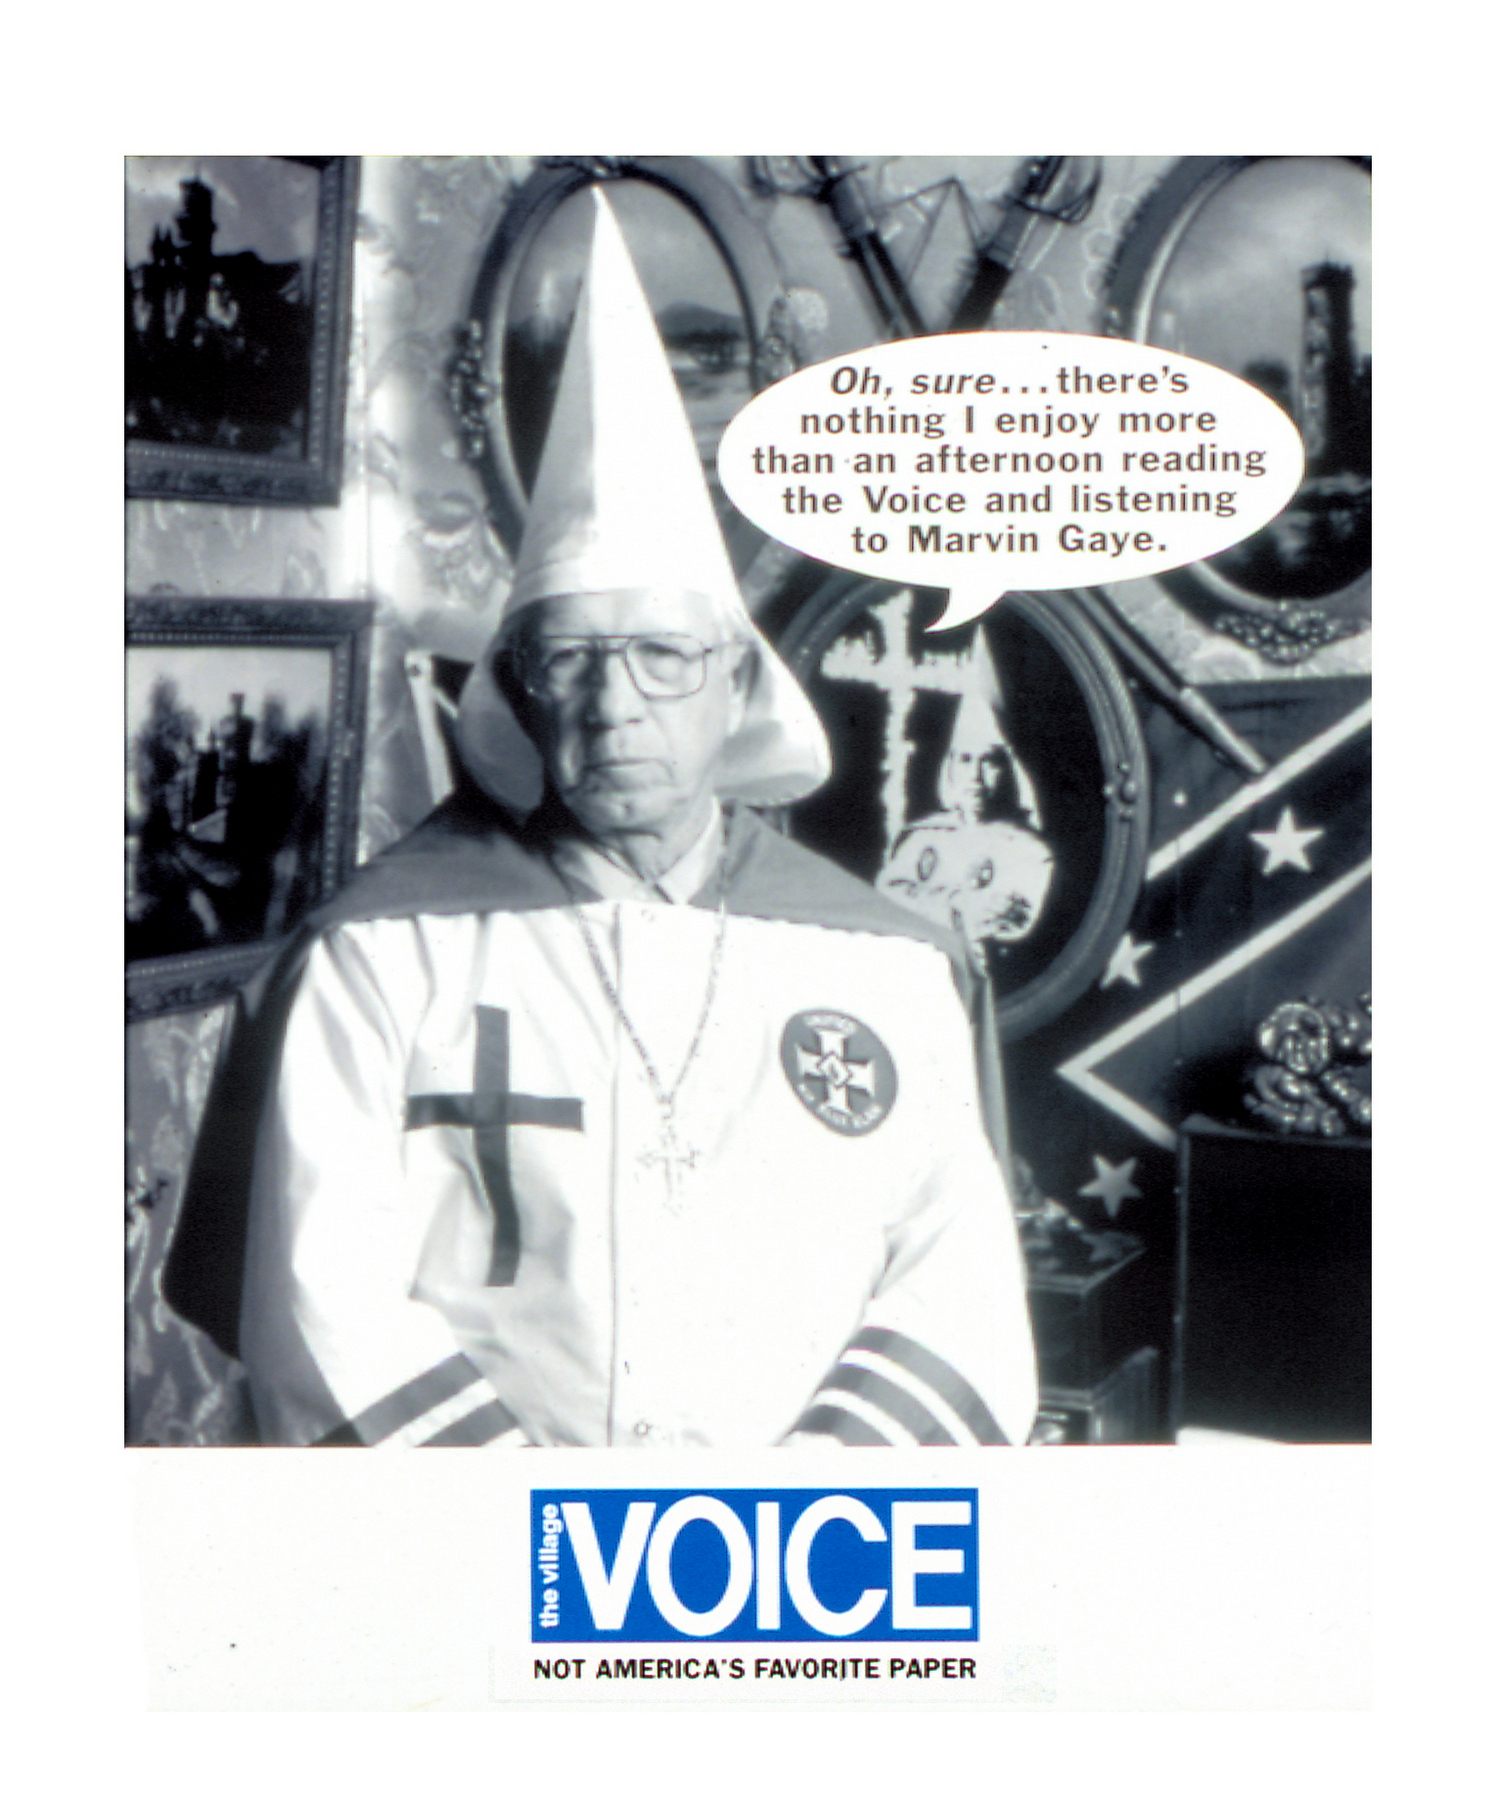 Oh, sure...there's
nothing I enjoy more
than an afternoon reading
the Voice and listening
to Marvin Gaye.
the village
VOICE
NOT AMERICA'S FAVORITE PAPER